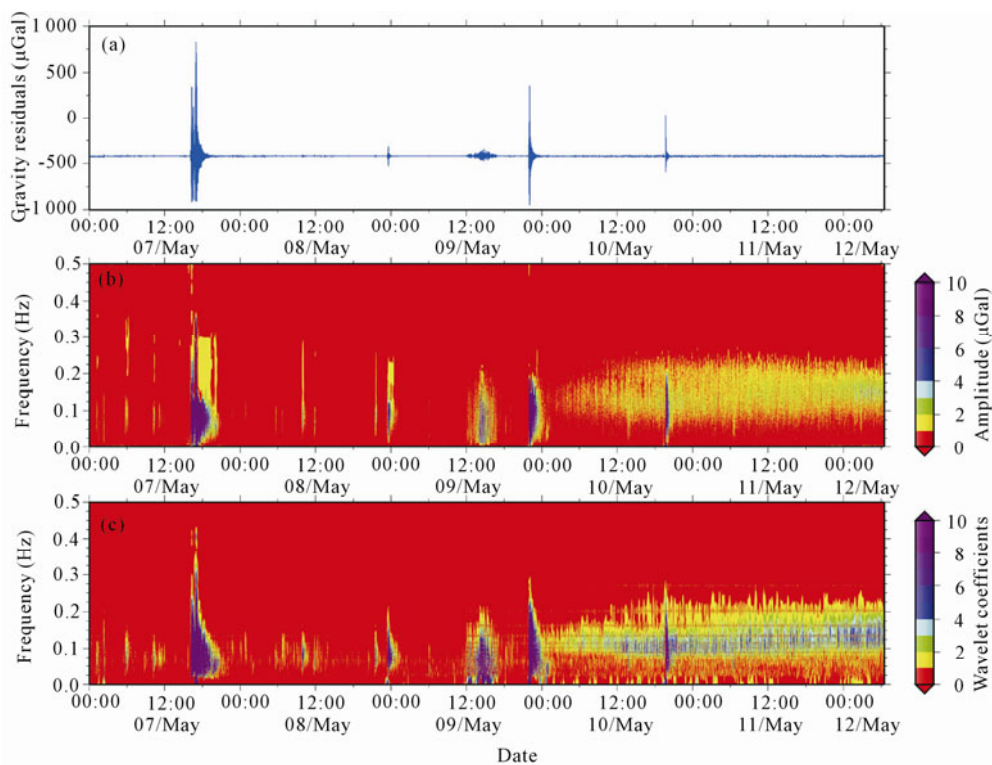 (a)
Gravity residuals (μGal)
1 000
500
0
-500
-1 000
00:00 12:00 00:00 12:00 00:00 12:00 00:00 12:00 00:00 12:00 00:00
07/May 08/May 09/May 10/May 11/May 12/May
(b)
Frequency (Hz)
0.5
0.4
0.3
0.2
0.1
0.0
00:00 12:00 00:00 12:00 00:00 12:00 00:00 12:00 00:00 12:00 00:00
07/May 08/May 09/May 10/May 11/May 12/May
10
8
6
4
2
0
Amplitude (μGal)
(c)
Frequency (Hz)
0.5
0.4
0.3
0.2
0.1
0.0
00:00 12:00 00:00 12:00 00:00 12:00 00:00 12:00 00:00 12:00 00:00
07/May 08/May 09/May 10/May 11/May 12/May
10
8
6
4
2
0
Wavelet coefficients
Date